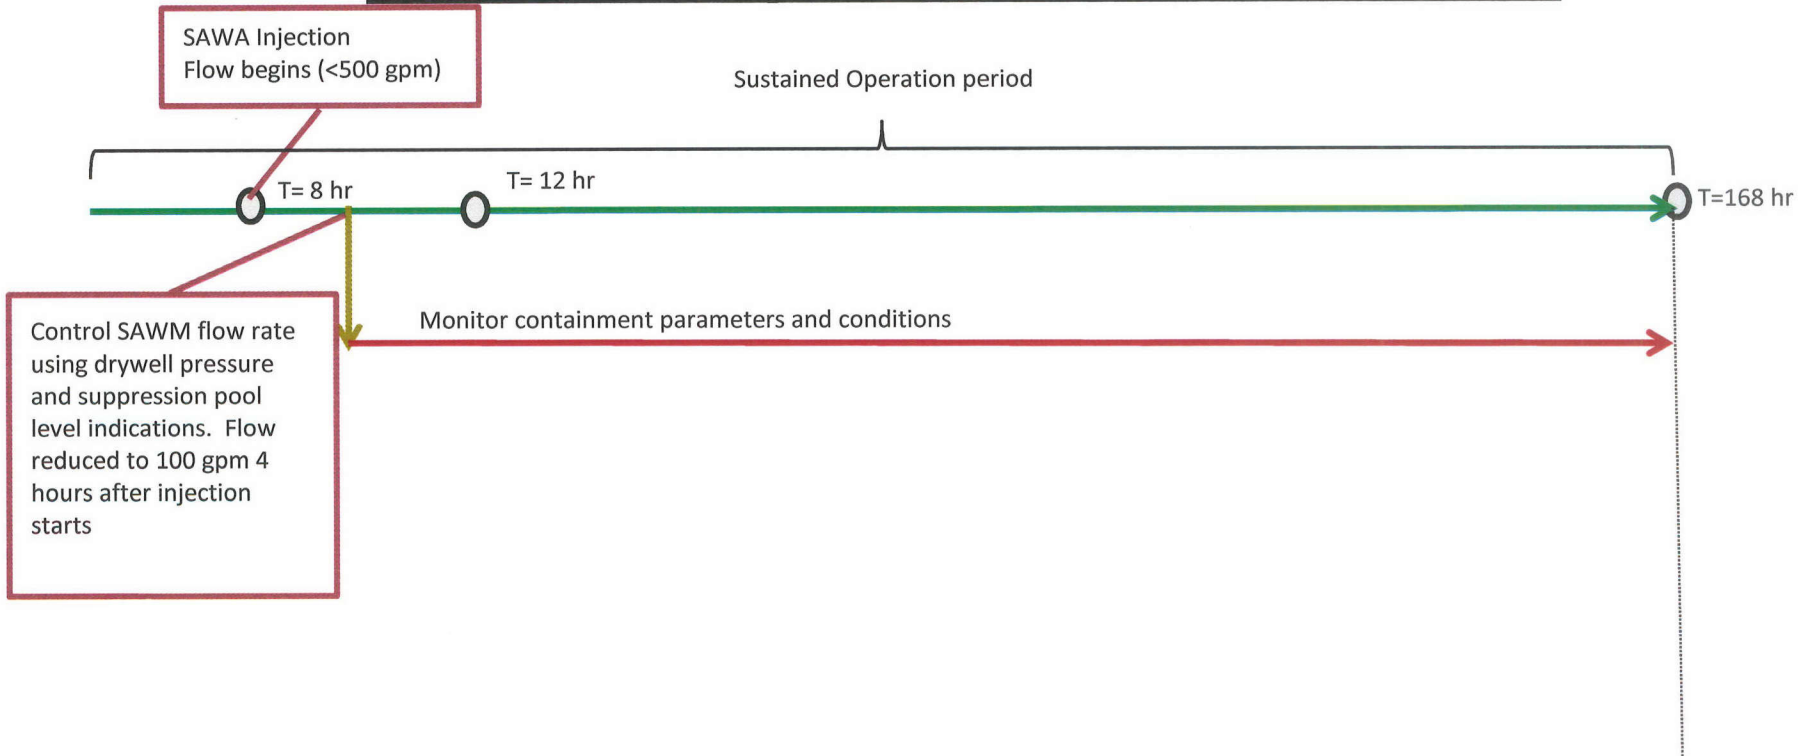 SAWA Injection
Flow begins (<500 gpm)
Sustained Operation period
T= 8 hr
T= 12 hr
T=168 hr
Monitor containment parameters and conditions
Control SAWM flow rate
using drywell pressure
and suppression pool
level indications.  Flow
reduced to 100 gpm 4
hours after injection
starts